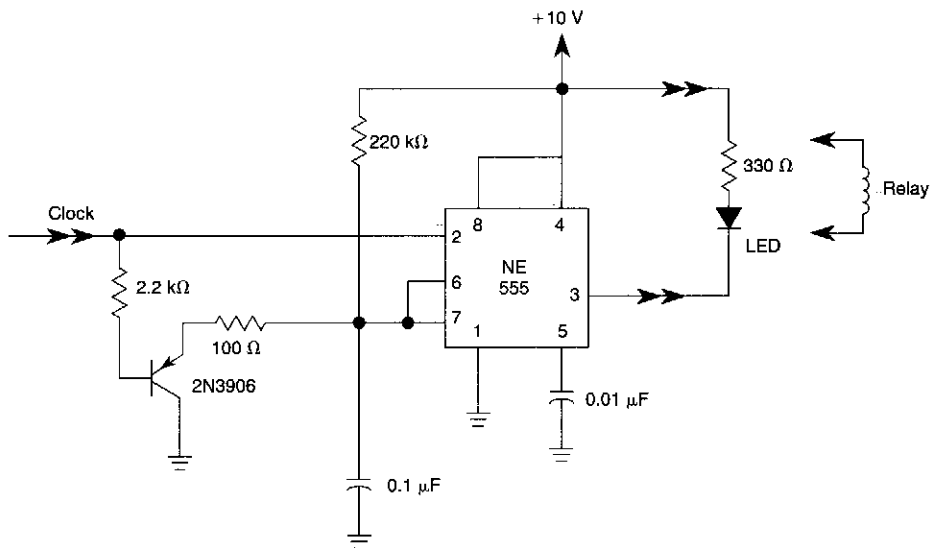 +10 V
220 kΩ
330 Ω
Relay
Clock
8
4
2
LED
NE
555
2.2 kΩ
6
3
7
100 Ω
1
5
2N3906
0.01 µF
0.1 µF